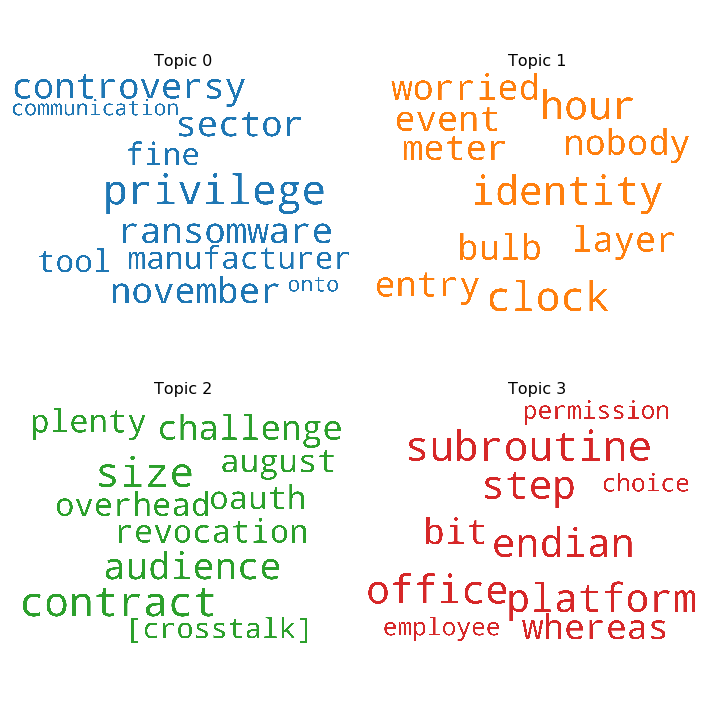 Topic 0
controversy
communication
sector
fine
privilege
ransomware
tool manufacturer
november onto
Topic 1
worried
hour
event
nobody
meter
identity
layer
bulb
entry
clock
Topic 2
plenty
challenge
size
august
overhead
oauth
revocation
audience
contract
[crosstalk]
Topic 3
permission
subroutine
step
choice
bit
endian
office
platform
employee
whereas